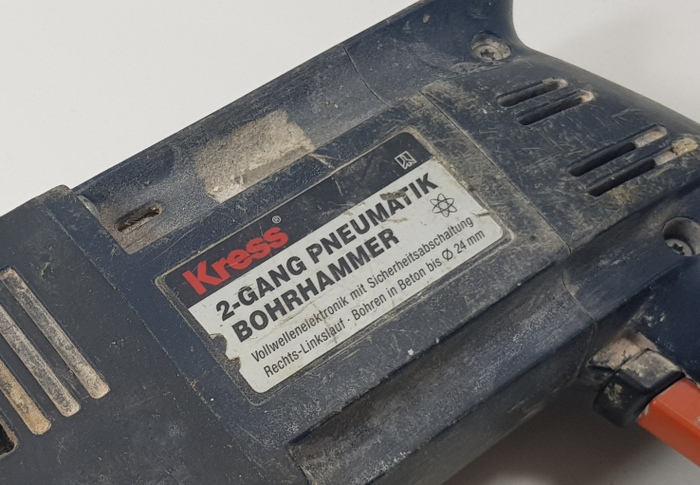 Kress®
2-GANG PNEUMATIK
BOHRHAMMER
Vollwellenelektronik mit Sicherheitsabschaltung
Rechts-Linkslauf · Bohren in Beton bis Ø 24 mm